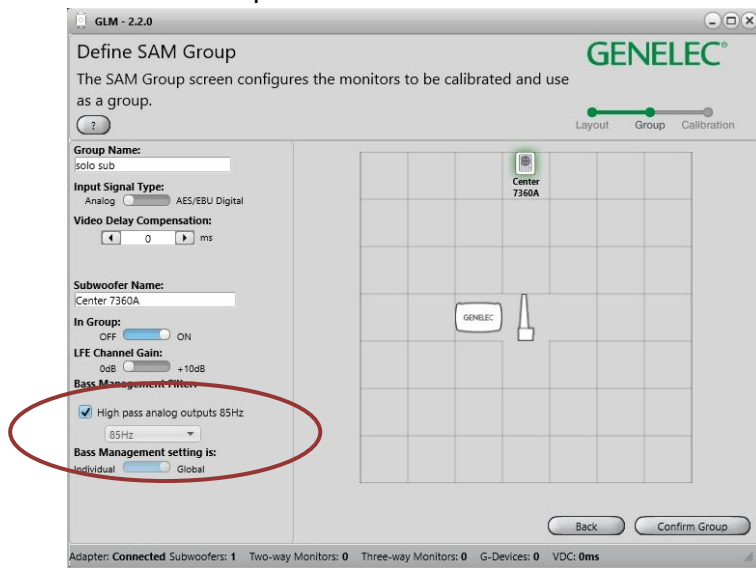 GLM - 2.2.0
Define SAM Group
GENELEC®
The SAM Group screen configures the monitors to be calibrated and use
as a group.
?
Layout Group Calibration
Group Name:
solo sub
Input Signal Type:
Analog AES/EBU Digital
Video Delay Compensation:
0 ms
Subwoofer Name:
Center 7360A
In Group:
OFF ON
LFE Channel Gain:
0dB +10dB
Bass Management Filter:
High pass analog outputs 85Hz
85Hz
Bass Management setting is:
Individual Global
Center
7360A
GENELEC
Back Confirm Group
Adapter: Connected Subwoofers: 1 Two-way Monitors: 0 Three-way Monitors: 0 G-Devices: 0 VDC: 0ms